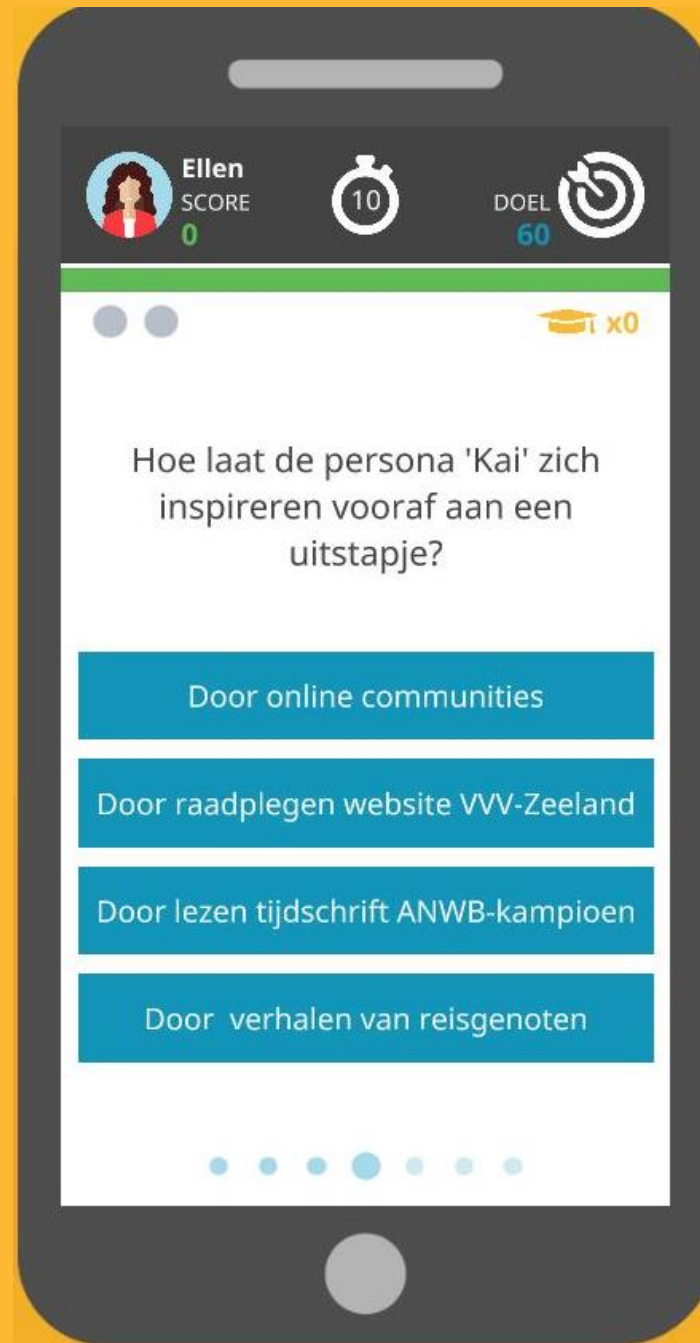 Ellen
SCORE
0
10
DOEL
60
x0
Hoe laat de persona 'Kai' zich
inspireren vooraf aan een
uitstapje?
Door online communities
Door raadplegen website VVV-Zeeland
Door lezen tijdschrift ANWB-kampioen
Door  verhalen van reisgenoten